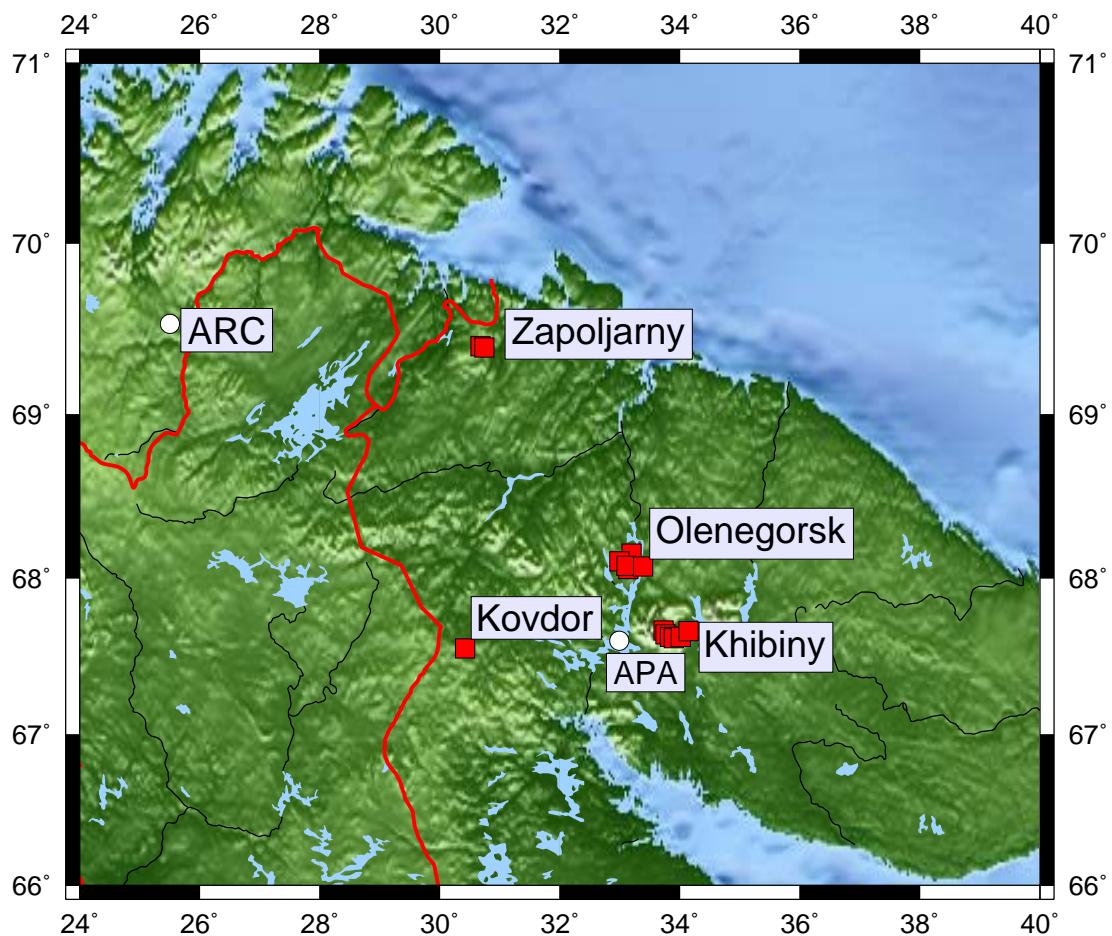 24˚ 26˚ 28˚ 30˚ 32˚ 34˚ 36˚ 38˚ 40˚
71˚ 71˚
70˚ 70˚
ARC Zapoljarny
69˚ 69˚
Olenegorsk
68˚ 68˚
Kovdor
Khibiny
APA
67˚ 67˚
66˚ 66˚
24˚ 26˚ 28˚ 30˚ 32˚ 34˚ 36˚ 38˚ 40˚